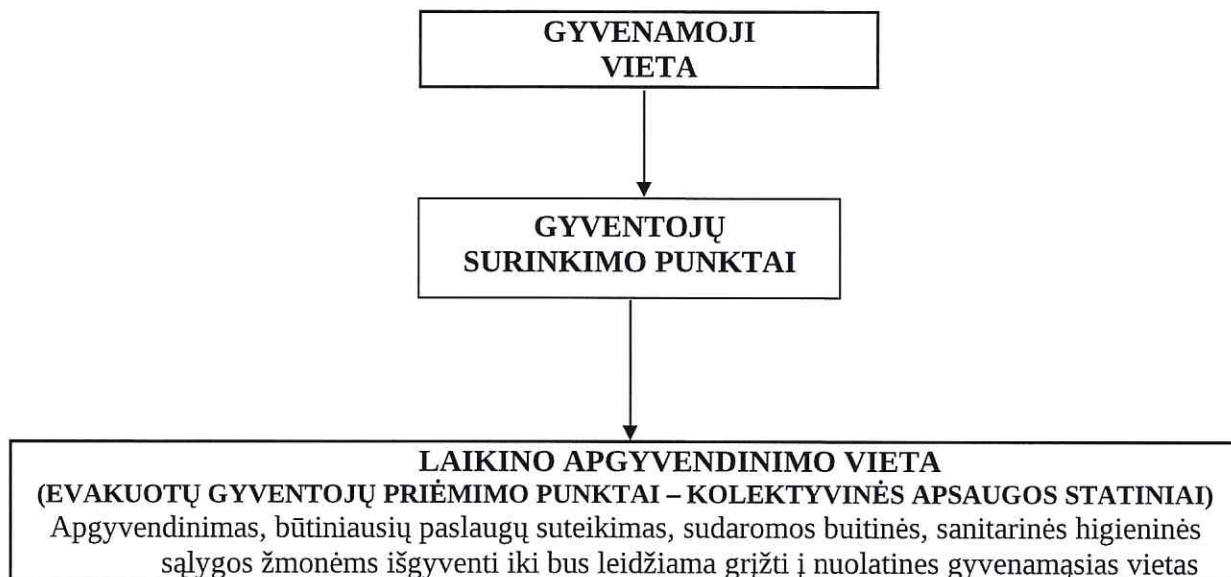 GYVENAMOJI
VIETA
GYVENTOJŲ
SURINKIMO PUNKTAI
LAIKINO APGYVENDINIMO VIETA
(EVAKUOTŲ GYVENTOJŲ PRIĖMIMO PUNKTAI – KOLEKTYVINĖS APSAUGOS STATINIAI)
Apgyvendinimas, būtiniausių paslaugų suteikimas, sudaromos buitinės, sanitarinės higieninės
sąlygos žmonėms išgyventi iki bus leidžiama grįžti į nuolatines gyvenamąsias vietas